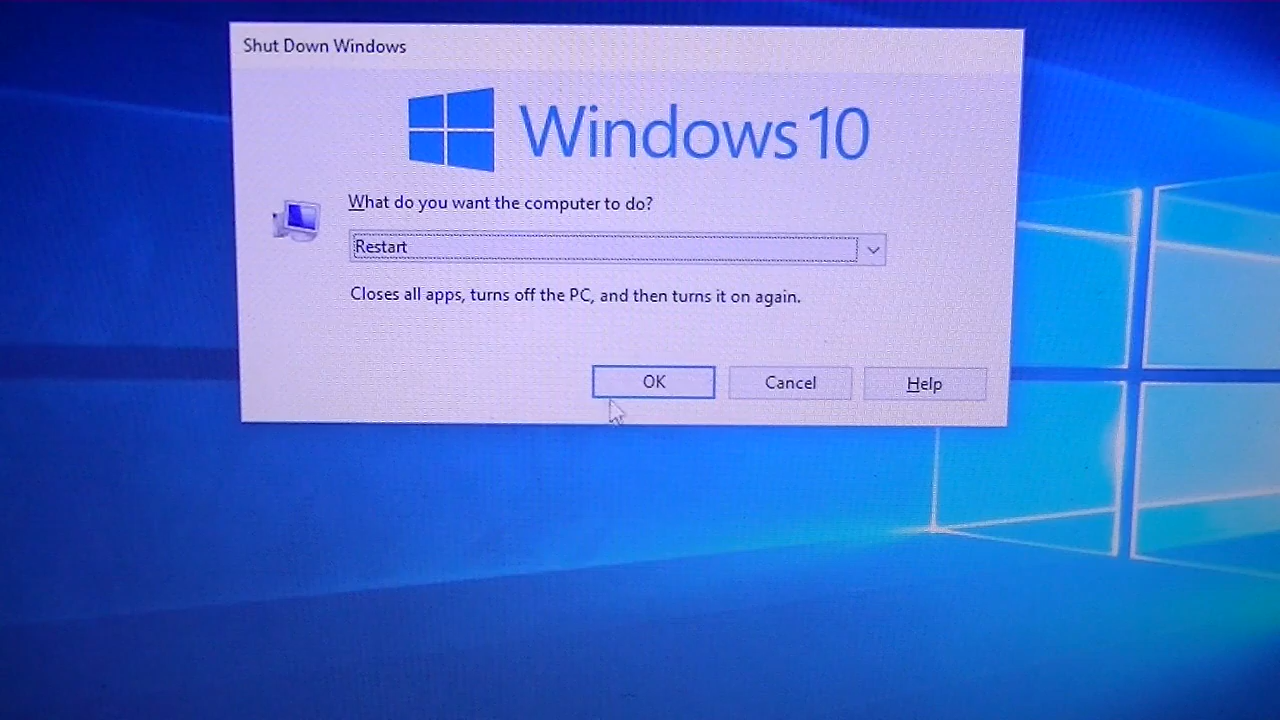 Shut Down Windows
Windows 10
What do you want the computer to do?
Restart
Closes all apps, turns off the PC, and then turns it on again.
OK Cancel Help